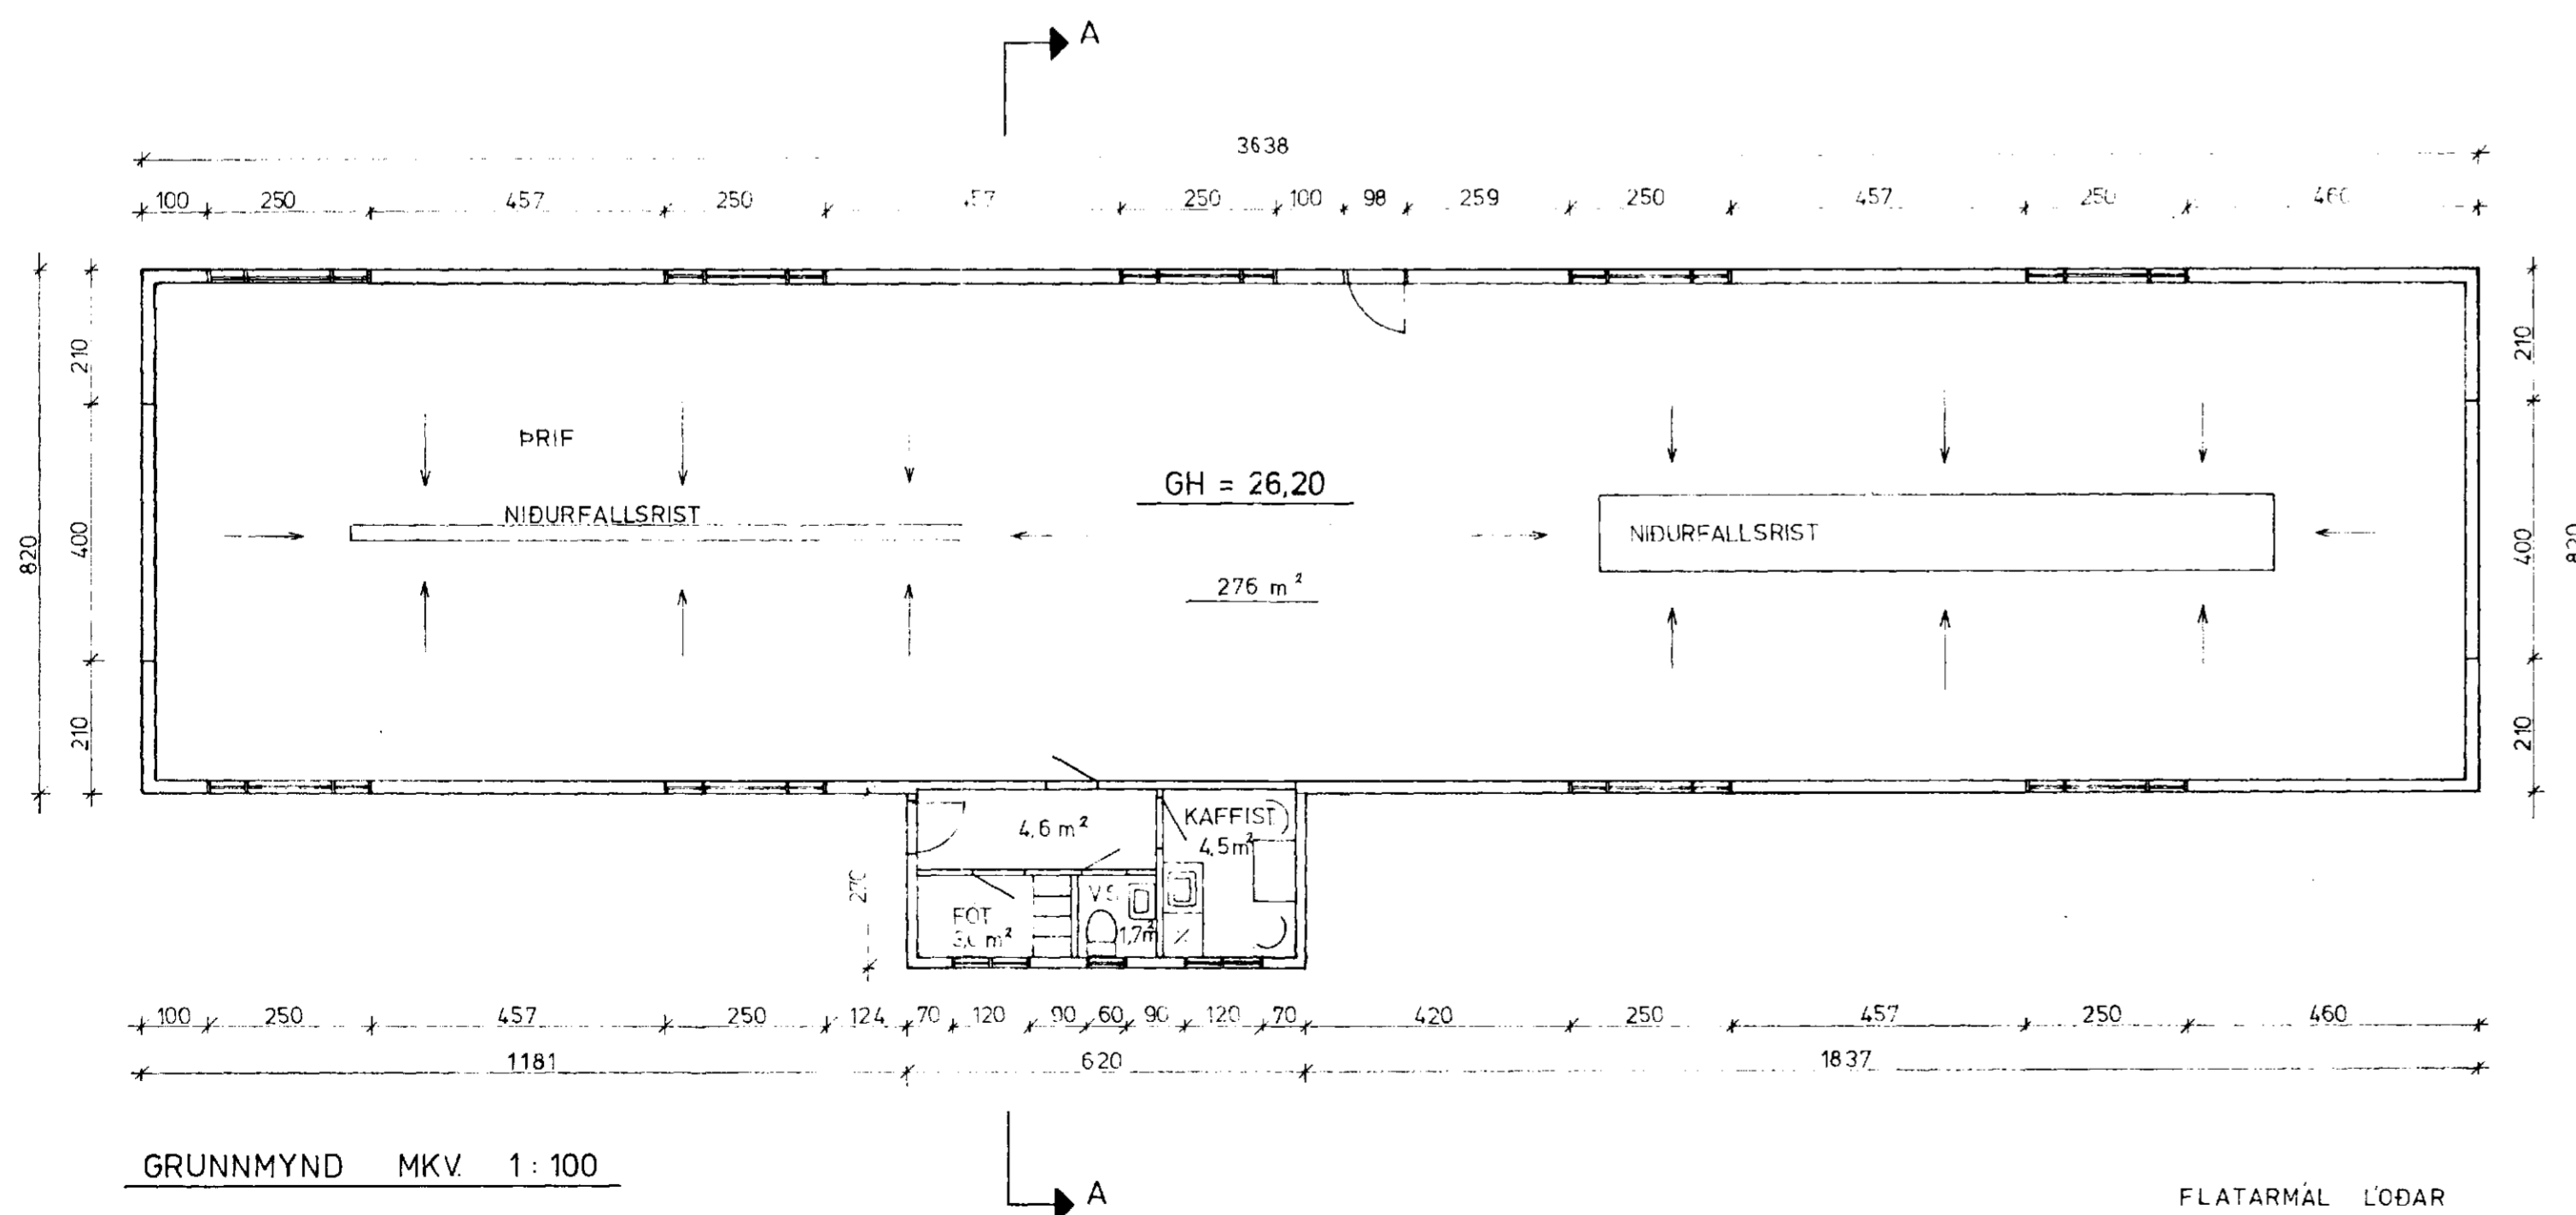 A
3638
100 250 457 250 250 100 98 259 250 457 250 460
210
400
210
820
210
400
210
820
ÞRIF
NIÐURFALLSRIST
GH = 26,20
276 m²
NIÐURFALLSRIST
4,6 m²
KAFFIST.
4,5m²
FÖT
VS
1,7m²
270
100 250 457 250 124 70 120 90 60 90 120 70 420 250 457 250 460
1181 620 1837
GRUNNMYND MKV. 1 : 100
A
FLATARMÁL LÓÐAR